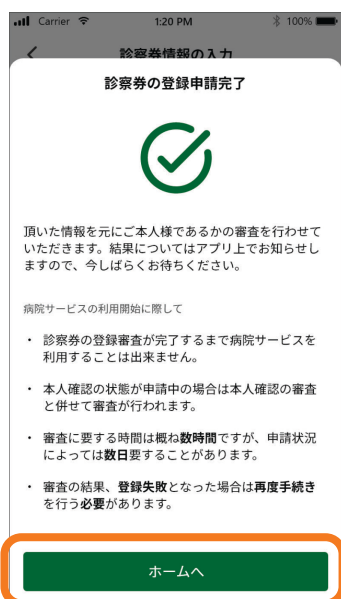 Carrier 1:20 PM 100%
診察券情報の入力
診察券の登録申請完了
頂いた情報を元にご本人様であるかの審査を行わせて
いただきます。結果についてはアプリ上でお知らせし
ますので、今しばらくお待ちください。
病院サービスの利用開始に際して
・ 診察券の登録審査が完了するまで病院サービスを
利用することは出来ません。
・ 本人確認の状態が申請中の場合は本人確認の審査
と併せて審査が行われます。
・ 審査に要する時間は概ね数時間ですが、申請状況
によっては数日要することがあります。
・ 審査の結果、登録失敗となった場合は再度手続き
を行う必要があります。
ホームへ